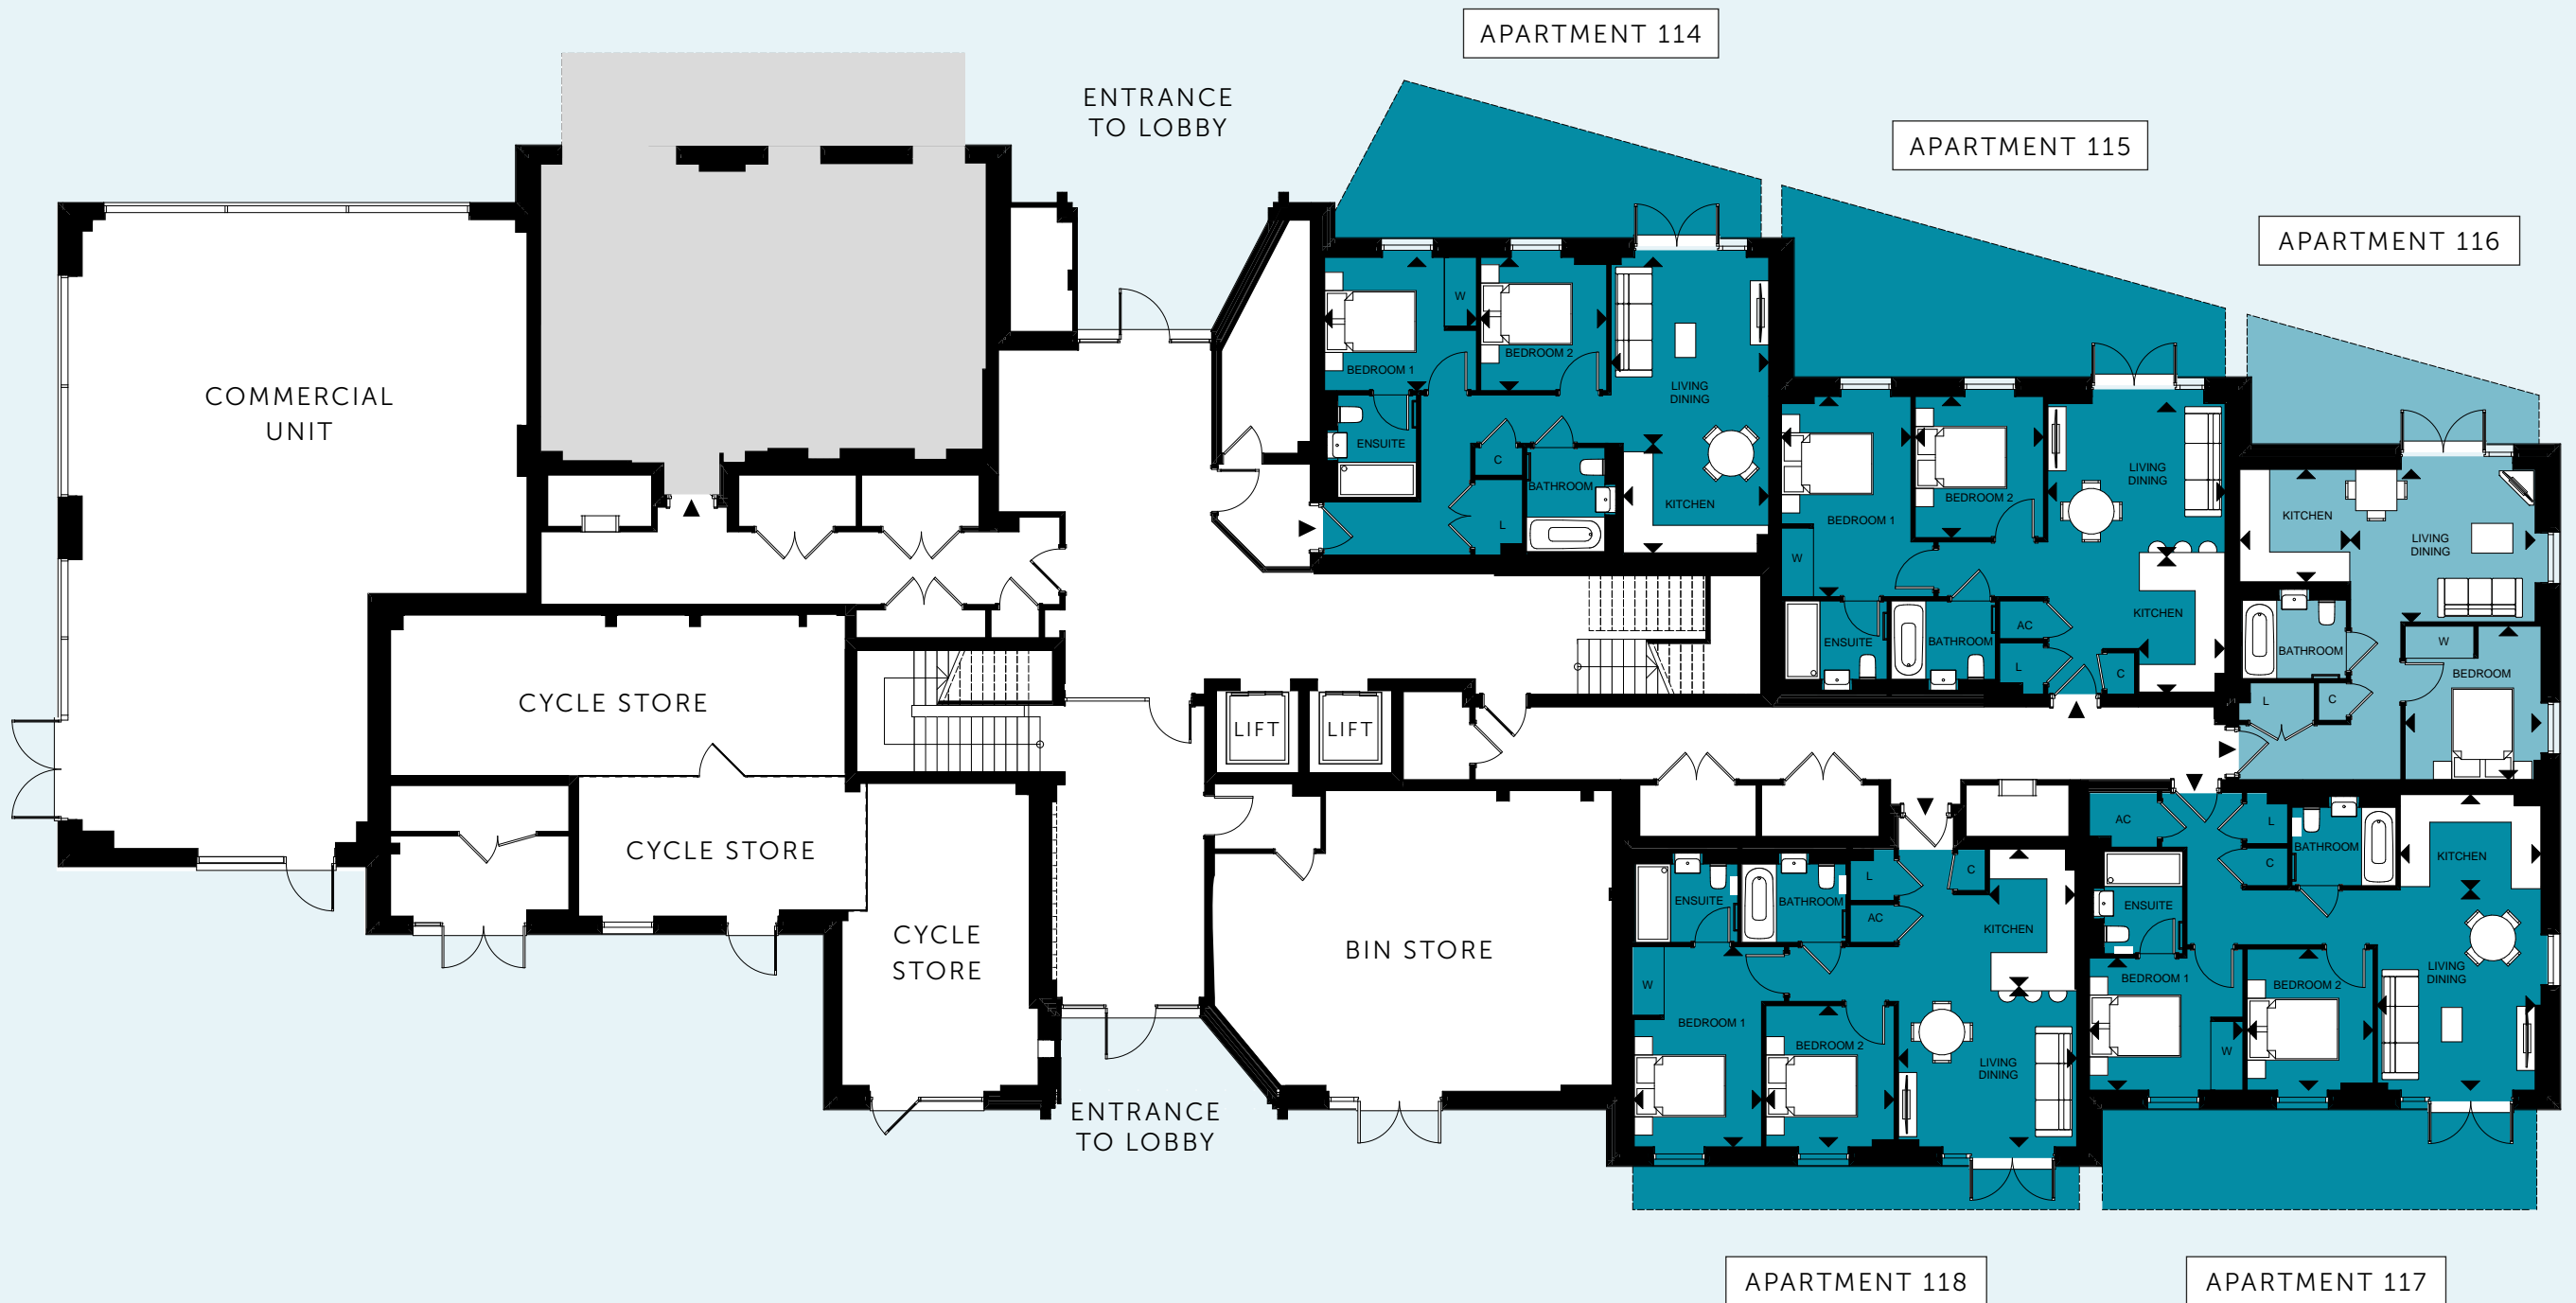 APARTMENT 114
ENTRANCE
TO LOBBY
APARTMENT 115
APARTMENT 116
COMMERCIAL
UNIT
W
BEDROOM 1
BEDROOM 2
LIVING
DINING
ENSUITE
C
BATHROOM
L
KITCHEN
BEDROOM 1
BEDROOM 2
LIVING
DINING
W
ENSUITE
BATHROOM
AC
L
C
KITCHEN
KITCHEN
LIVING
DINING
BATHROOM
W
BEDROOM
L
C
CYCLE STORE
LIFT
LIFT
CYCLE STORE
CYCLE
STORE
BIN STORE
ENTRANCE
TO LOBBY
ENSUITE
BATHROOM
L
C
AC
KITCHEN
W
BEDROOM 1
BEDROOM 2
LIVING
DINING
AC
L
C
BATHROOM
KITCHEN
ENSUITE
BEDROOM 1
BEDROOM 2
LIVING
DINING
W
APARTMENT 118
APARTMENT 117